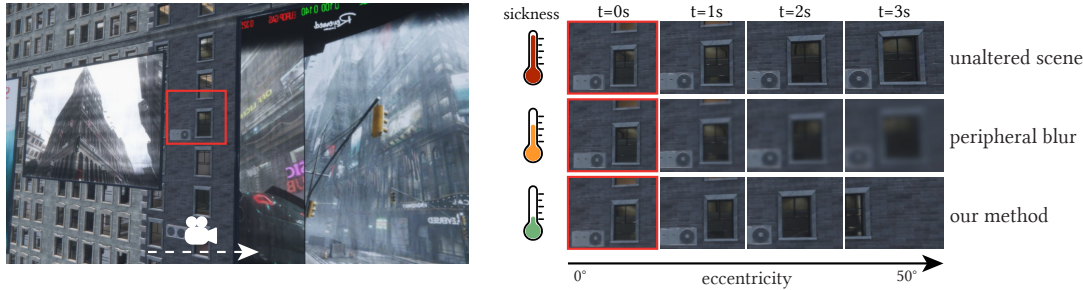 sickness t=0s t=1s t=2s t=3s
unaltered scene
peripheral blur
our method
0° eccentricity 50°